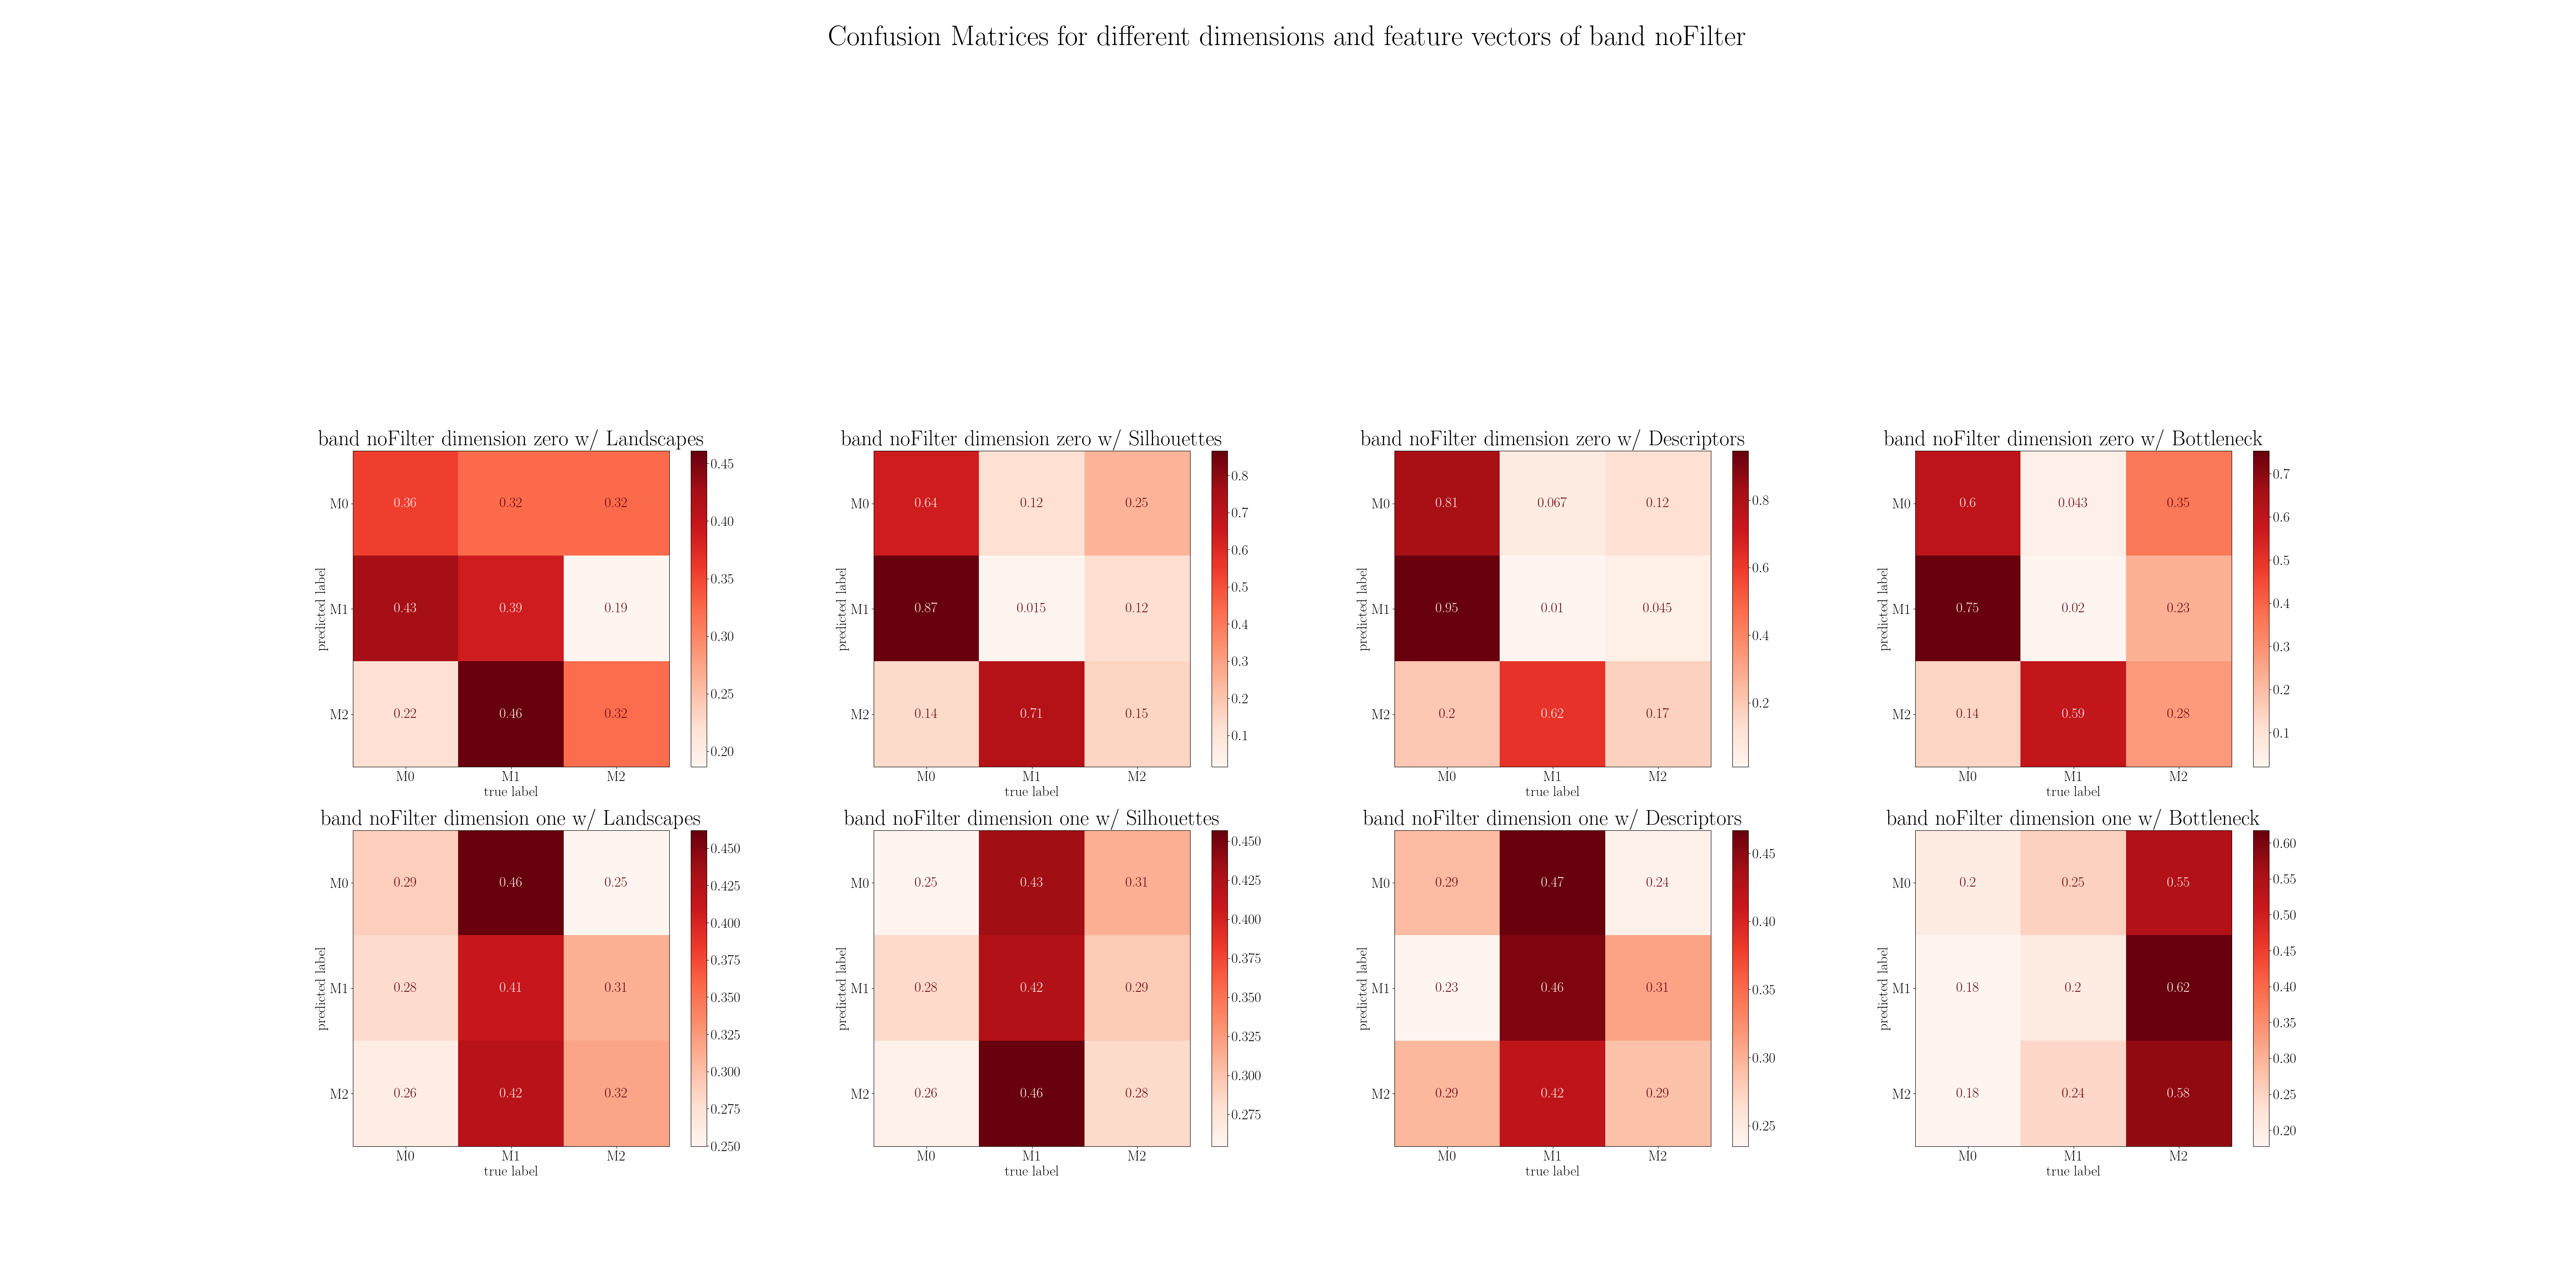 Confusion Matrices for different dimensions and feature vectors of band noFilter
band noFilter dimension zero w/ Landscapes
predicted label
M0 0.36 0.32 0.32
M1 0.43 0.39 0.19
M2 0.22 0.46 0.32
M0 M1 M2
true label
0.45
0.40
0.35
0.30
0.25
0.20
band noFilter dimension zero w/ Silhouettes
predicted label
M0 0.64 0.12 0.25
M1 0.87 0.015 0.12
M2 0.14 0.71 0.15
M0 M1 M2
true label
0.8
0.7
0.6
0.5
0.4
0.3
0.2
0.1
band noFilter dimension zero w/ Descriptors
predicted label
M0 0.81 0.067 0.12
M1 0.95 0.01 0.045
M2 0.2 0.62 0.17
M0 M1 M2
true label
0.8
0.6
0.4
0.2
band noFilter dimension zero w/ Bottleneck
predicted label
M0 0.6 0.043 0.35
M1 0.75 0.02 0.23
M2 0.14 0.59 0.28
M0 M1 M2
true label
0.7
0.6
0.5
0.4
0.3
0.2
0.1
band noFilter dimension one w/ Landscapes
predicted label
M0 0.29 0.46 0.25
M1 0.28 0.41 0.31
M2 0.26 0.42 0.32
M0 M1 M2
true label
0.450
0.425
0.400
0.375
0.350
0.325
0.300
0.275
0.250
band noFilter dimension one w/ Silhouettes
predicted label
M0 0.25 0.43 0.31
M1 0.28 0.42 0.29
M2 0.26 0.46 0.28
M0 M1 M2
true label
0.450
0.425
0.400
0.375
0.350
0.325
0.300
0.275
band noFilter dimension one w/ Descriptors
predicted label
M0 0.29 0.47 0.24
M1 0.23 0.46 0.31
M2 0.29 0.42 0.29
M0 M1 M2
true label
0.45
0.40
0.35
0.30
0.25
band noFilter dimension one w/ Bottleneck
predicted label
M0 0.2 0.25 0.55
M1 0.18 0.2 0.62
M2 0.18 0.24 0.58
M0 M1 M2
true label
0.60
0.55
0.50
0.45
0.40
0.35
0.30
0.25
0.20